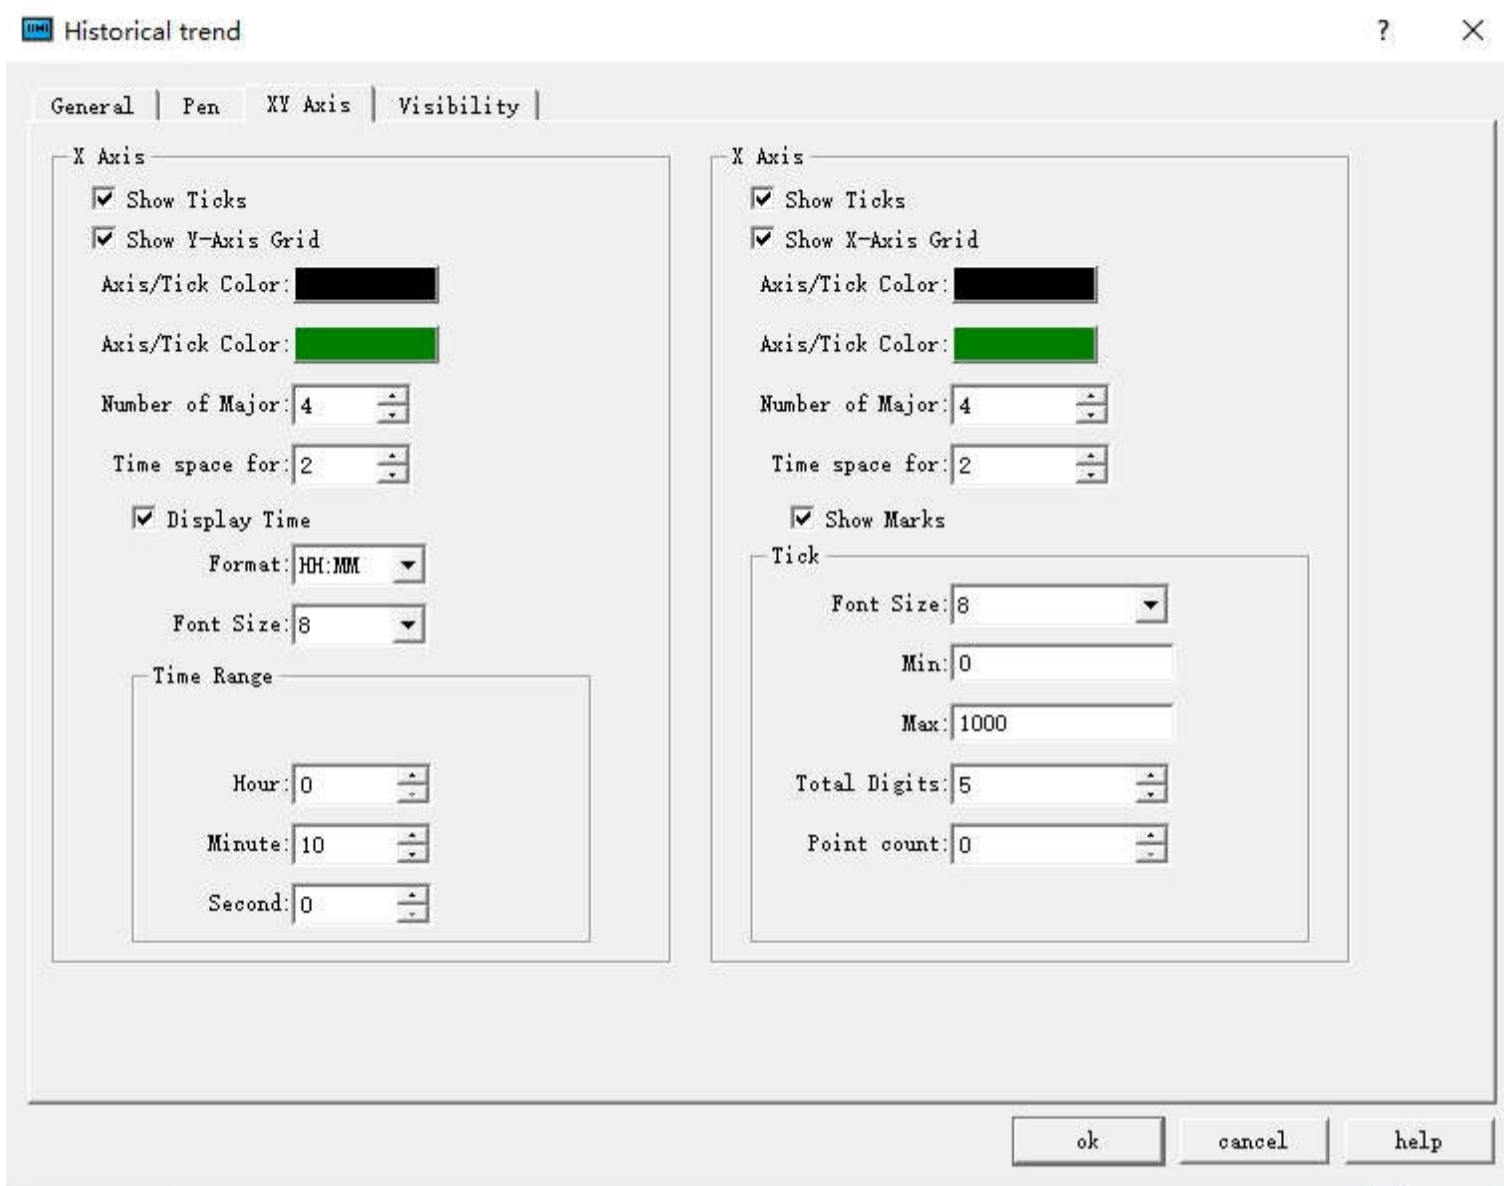 Historical trend
?
General
Pen
XY Axis
Visibility
X Axis
Show Ticks
Show Y-Axis Grid
Axis/Tick Color:
Axis/Tick Color:
Number of Major: 4
Time space for: 2
Display Time
Format: HH:MM
Font Size: 8
Time Range
Hour: 0
Minute: 10
Second: 0
X Axis
Show Ticks
Show X-Axis Grid
Axis/Tick Color:
Axis/Tick Color:
Number of Major: 4
Time space for: 2
Show Marks
Tick
Font Size: 8
Min: 0
Max: 1000
Total Digits: 5
Point count: 0
ok
cancel
help